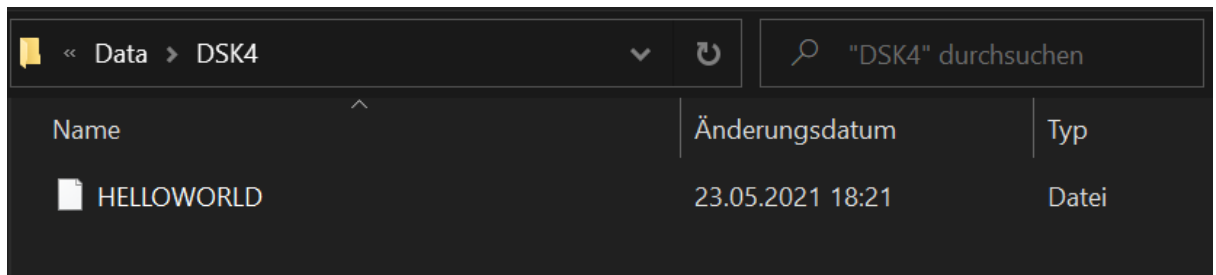 « Data > DSK4 "DSK4" durchsuchen
Name Änderungsdatum Typ
HELLOWORLD 23.05.2021 18:21 Datei